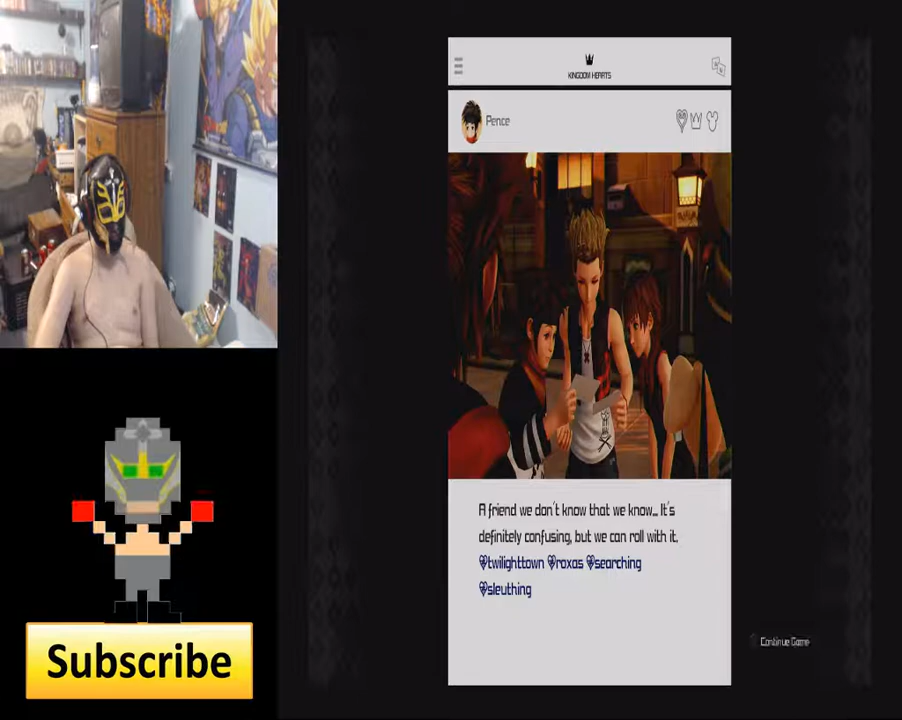 KINGDOM HEARTS
Pence
A friend we don't know that we know... It's
definitely confusing, but we can roll with it.
twilighttown roxas searching
sleuthing
Continue Game
Subscribe